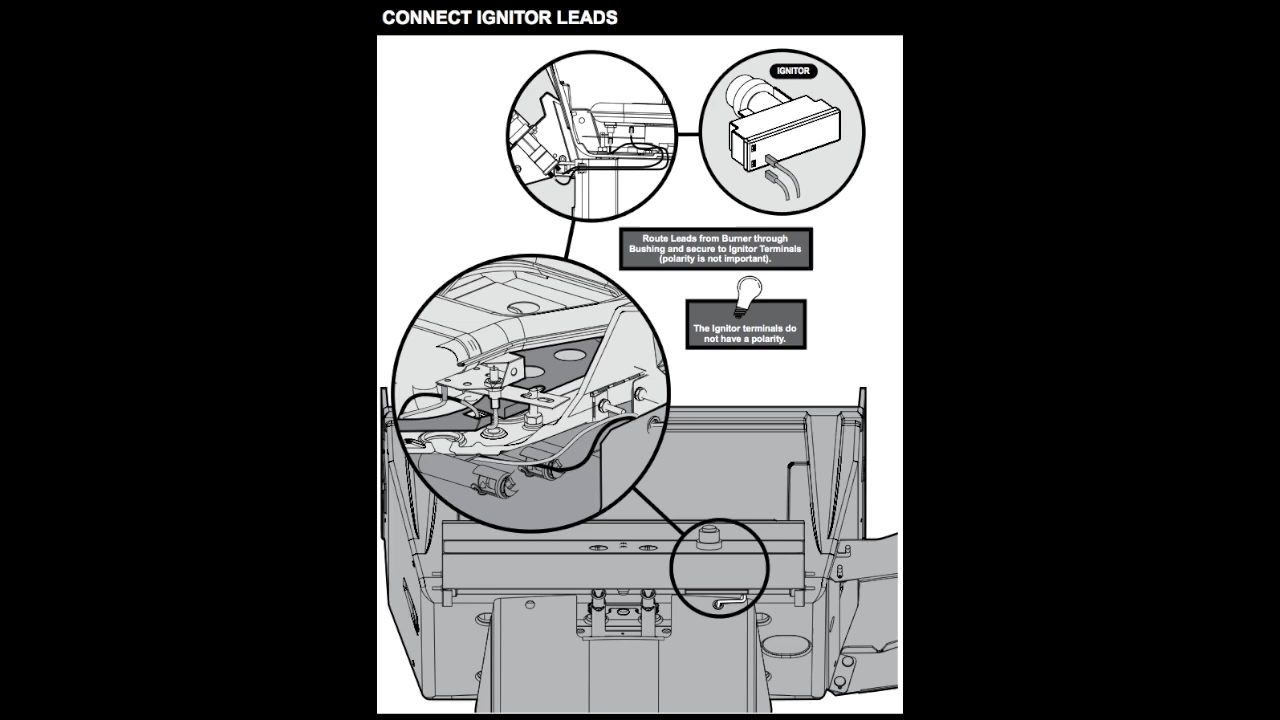 CONNECT IGNITOR LEADS
IGNITOR
Route Leads from Burner through
Bushing and secure to Ignitor Terminals
(polarity is not important).
The Ignitor terminals do
not have a polarity.